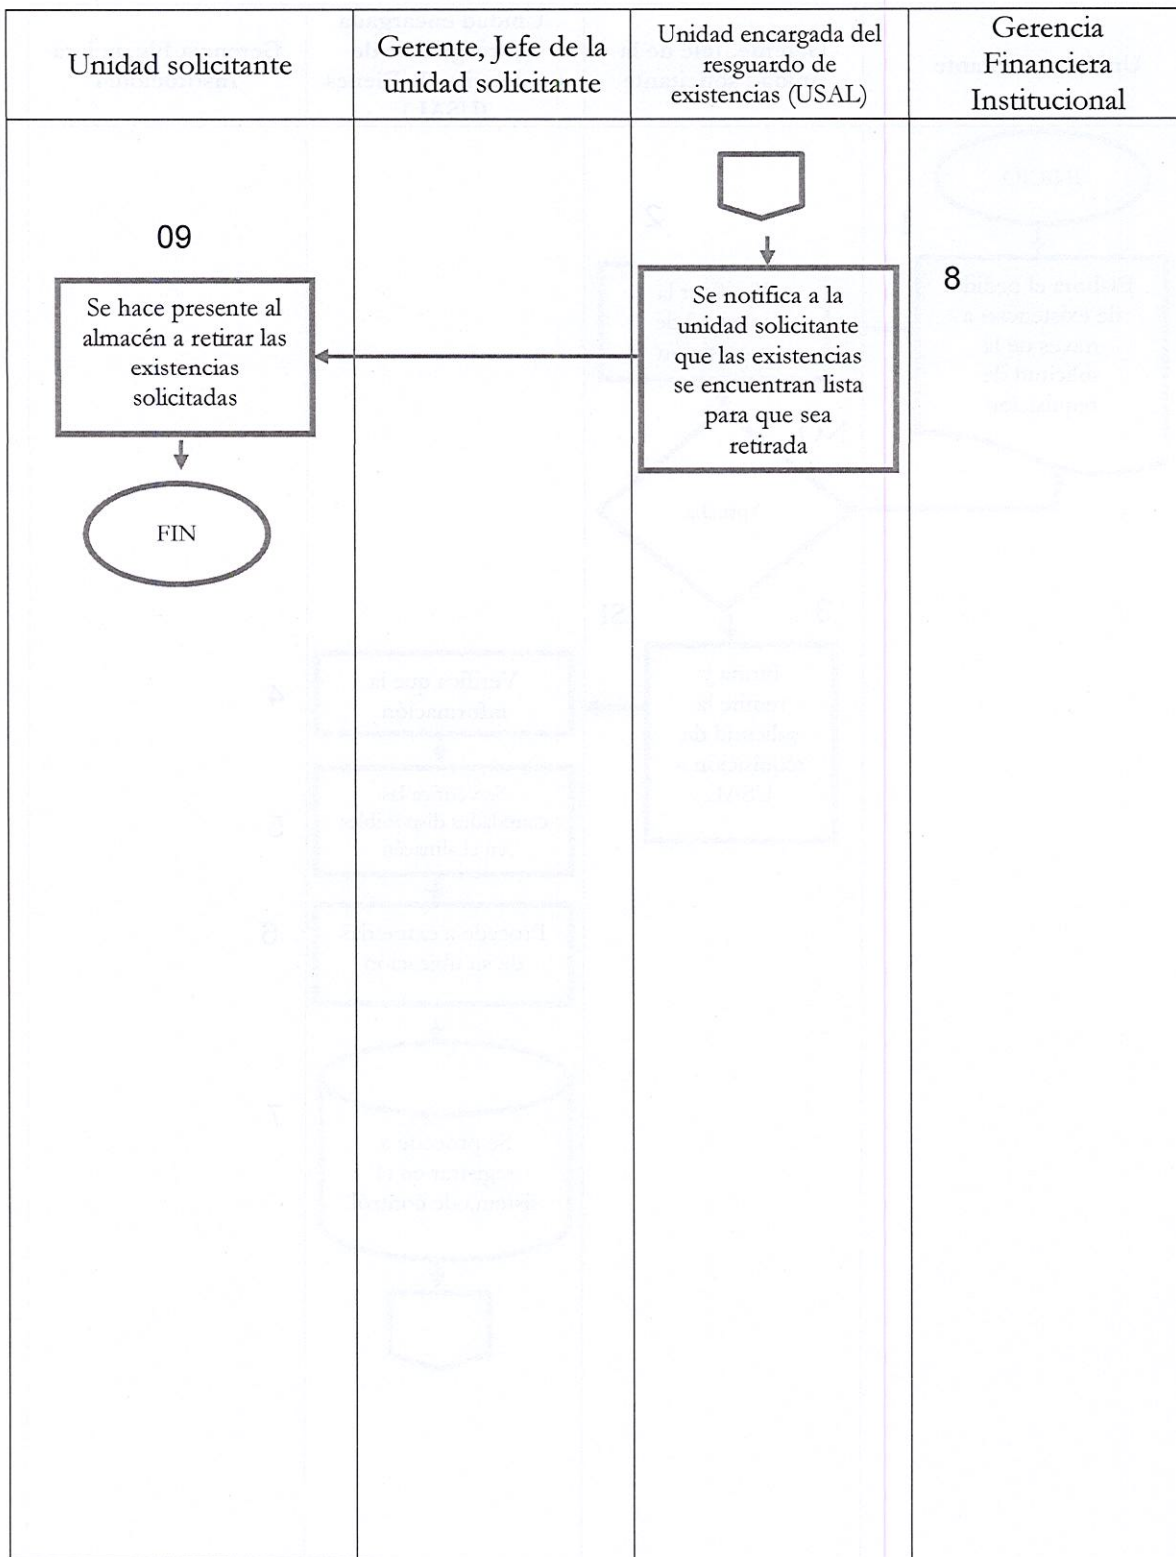 Unidad solicitante
Gerente, Jefe de la
unidad solicitante
Unidad encargada del
resguardo de
existencias (USAL)
Gerencia
Financiera
Institucional
09
Se hace presente al
almacén a retirar las
existencias
solicitadas
8
Se notifica a la
unidad solicitante
que las existencias
se encuentran lista
para que sea
retirada
FIN